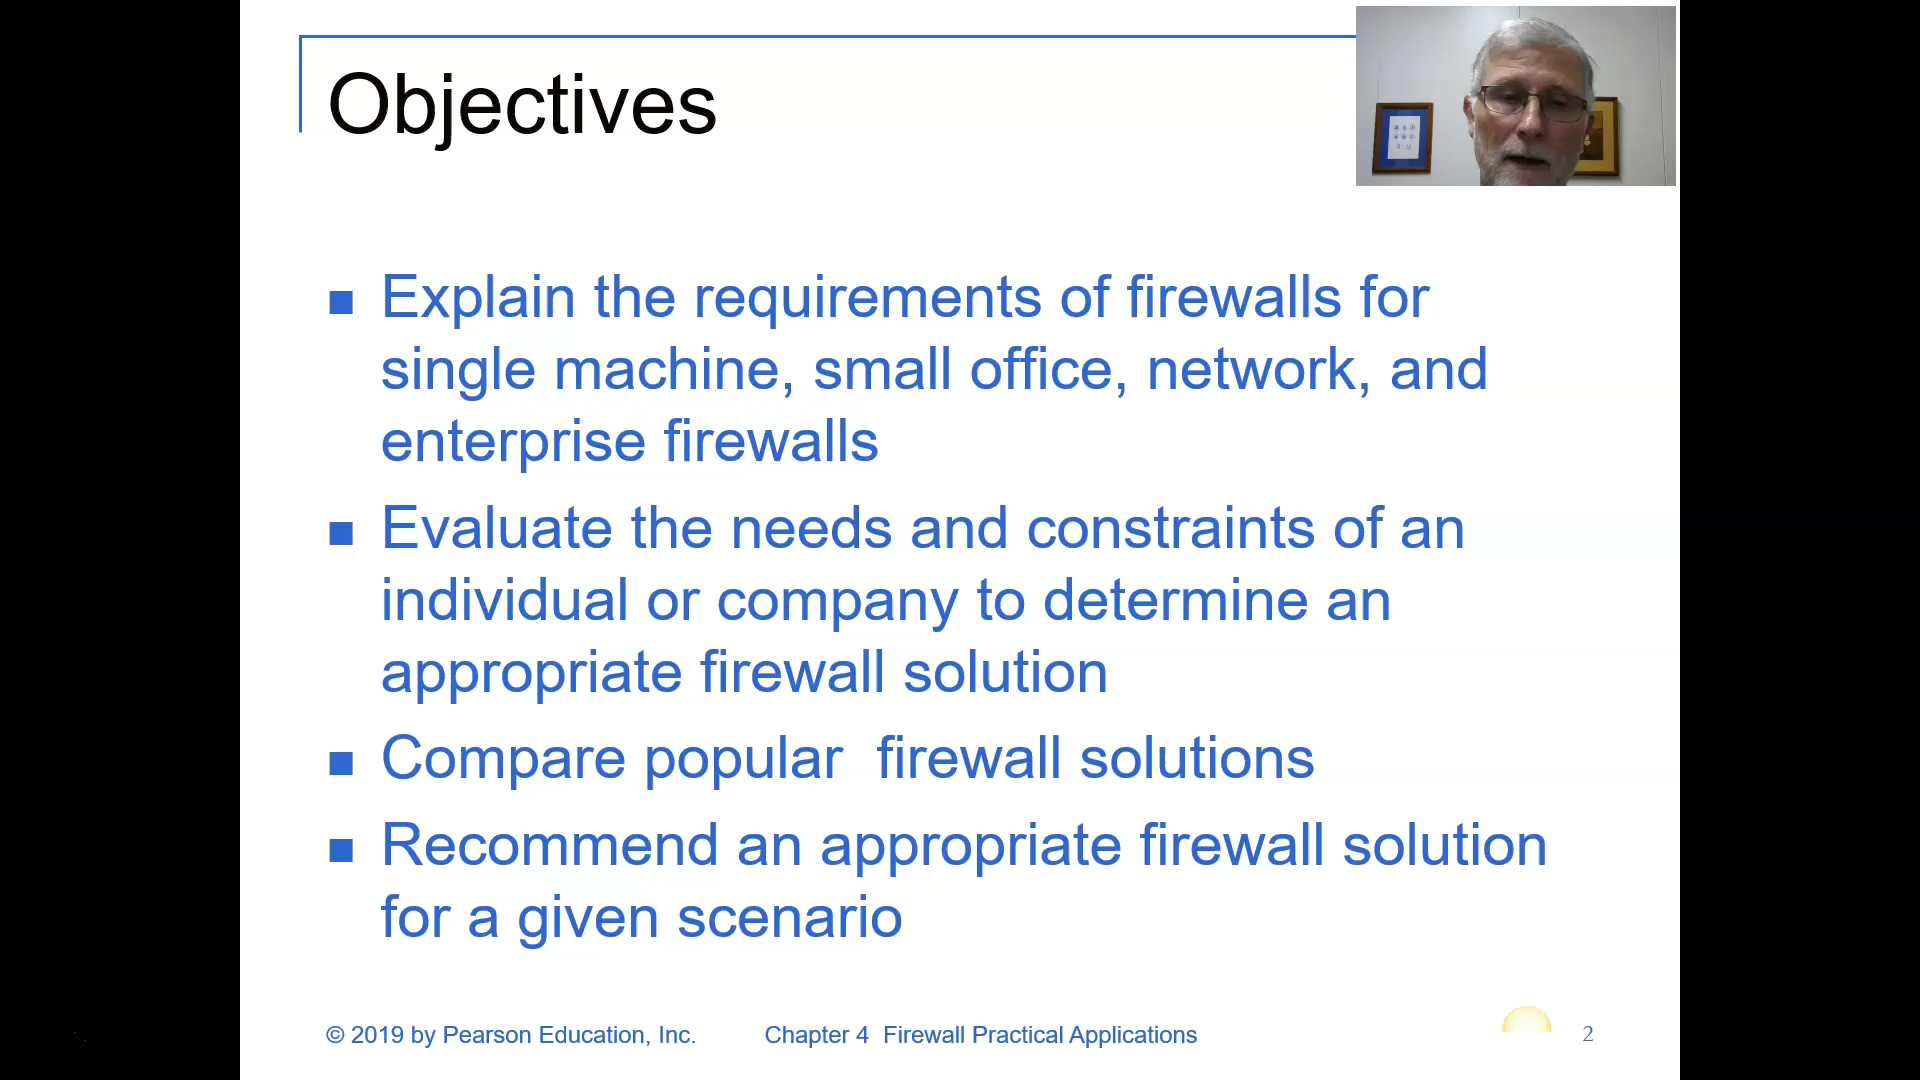 Objectives
Explain the requirements of firewalls for
single machine, small office, network, and
enterprise firewalls
Evaluate the needs and constraints of an
individual or company to determine an
appropriate firewall solution
Compare popular  firewall solutions
Recommend an appropriate firewall solution
for a given scenario
© 2019 by Pearson Education, Inc.
Chapter 4  Firewall Practical Applications
2